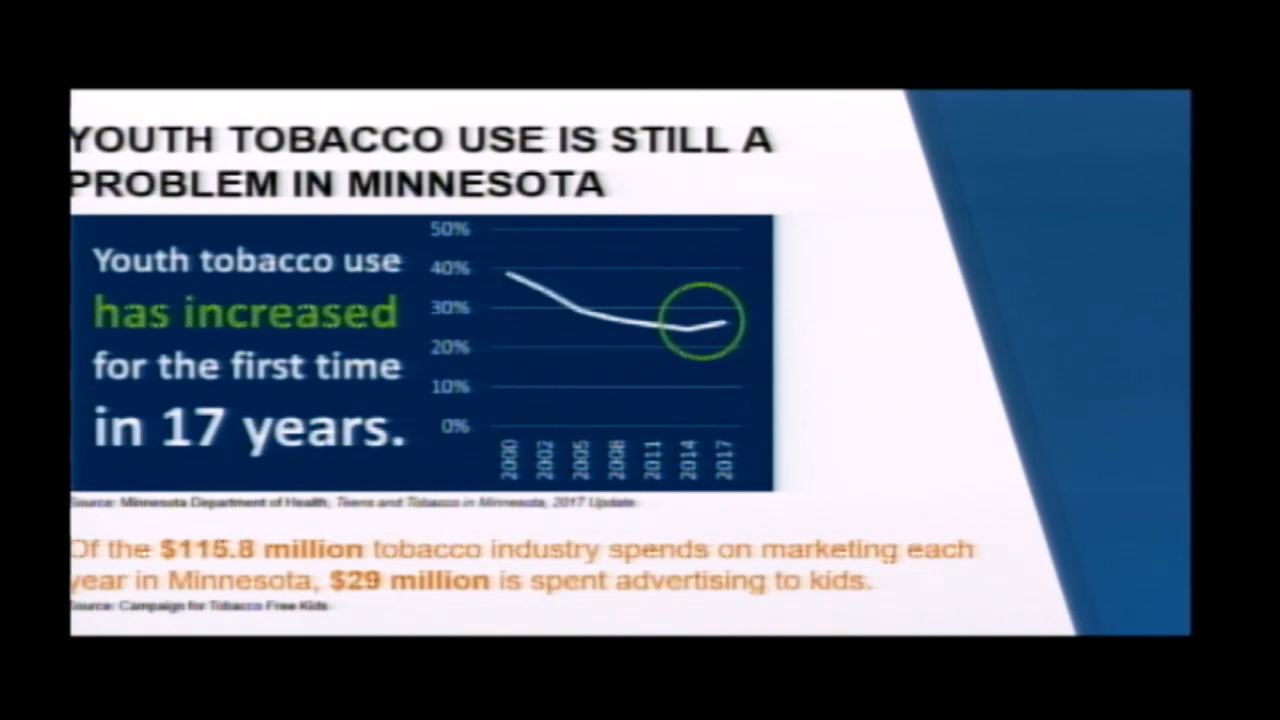 YOUTH TOBACCO USE IS STILL A
PROBLEM IN MINNESOTA
Youth tobacco use
has increased
for the first time
in 17 years.
50%
40%
30%
20%
10%
0%
2000
2002
2005
2008
2011
2014
2017
Source: Minnesota Department of Health, Teens and Tobacco in Minnesota, 2017 Update
Of the $115.8 million tobacco industry spends on marketing each
year in Minnesota, $29 million is spent advertising to kids.
Source: Campaign for Tobacco Free Kids